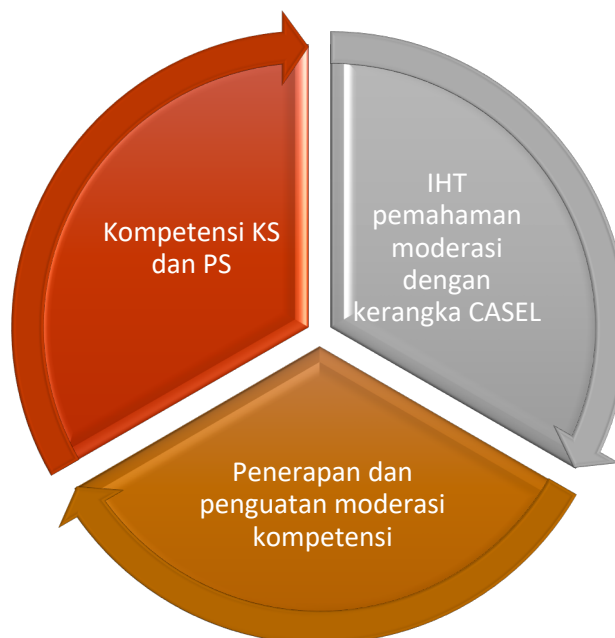 Kompetensi KS
dan PS
IHT
pemahaman
moderasi
dengan
kerangka CASEL
Penerapan dan
penguatan moderasi
kompetensi